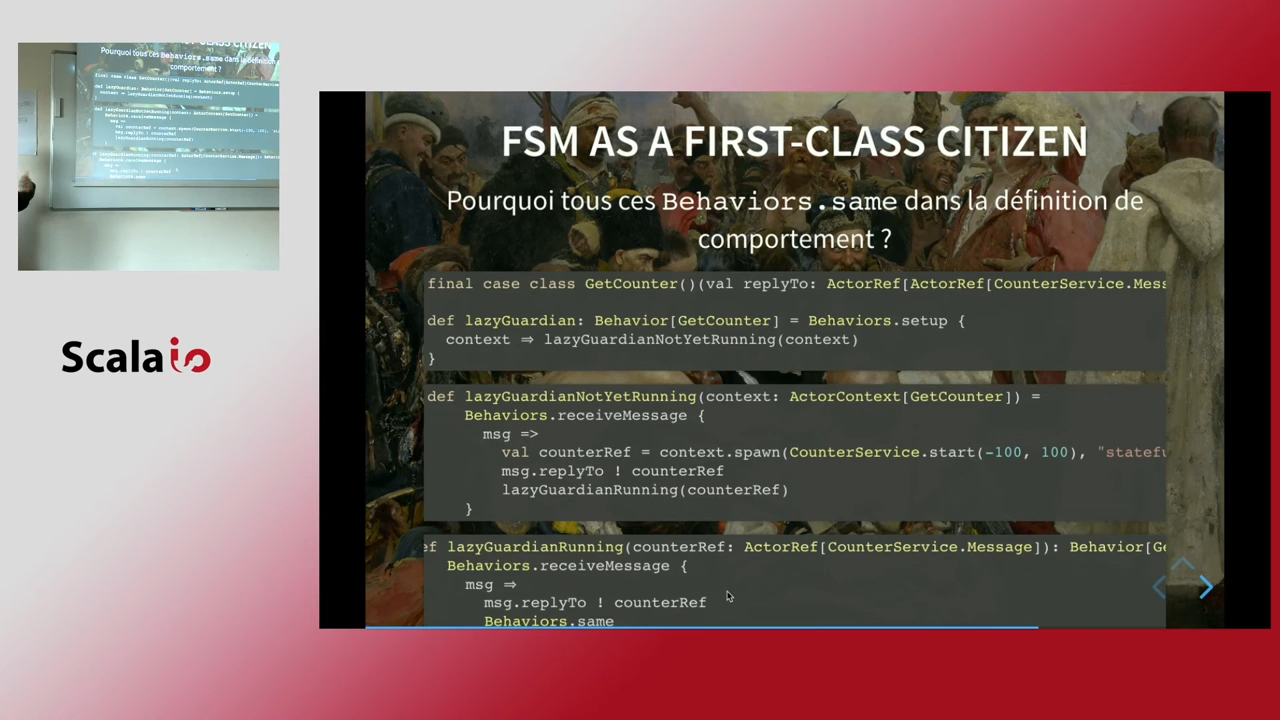 Scala io
FSM AS A FIRST-CLASS CITIZEN
Pourquoi tous ces Behaviors.same dans la définition de
comportement ?
final case class GetCounter()(val replyTo: ActorRef[ActorRef[CounterService.Mess
def lazyGuardian: Behavior[GetCounter] = Behaviors.setup {
context ⇒ lazyGuardianNotYetRunning(context)
}
def lazyGuardianNotYetRunning(context: ActorContext[GetCounter]) =
Behaviors.receiveMessage {
msg =>
val counterRef = context.spawn(CounterService.start(-100, 100), "statefu
msg.replyTo ! counterRef
lazyGuardianRunning(counterRef)
}
ef lazyGuardianRunning(counterRef: ActorRef[CounterService.Message]): Behavior[Ge
Behaviors.receiveMessage {
msg ⇒
msg.replyTo ! counterRef
Behaviors.same